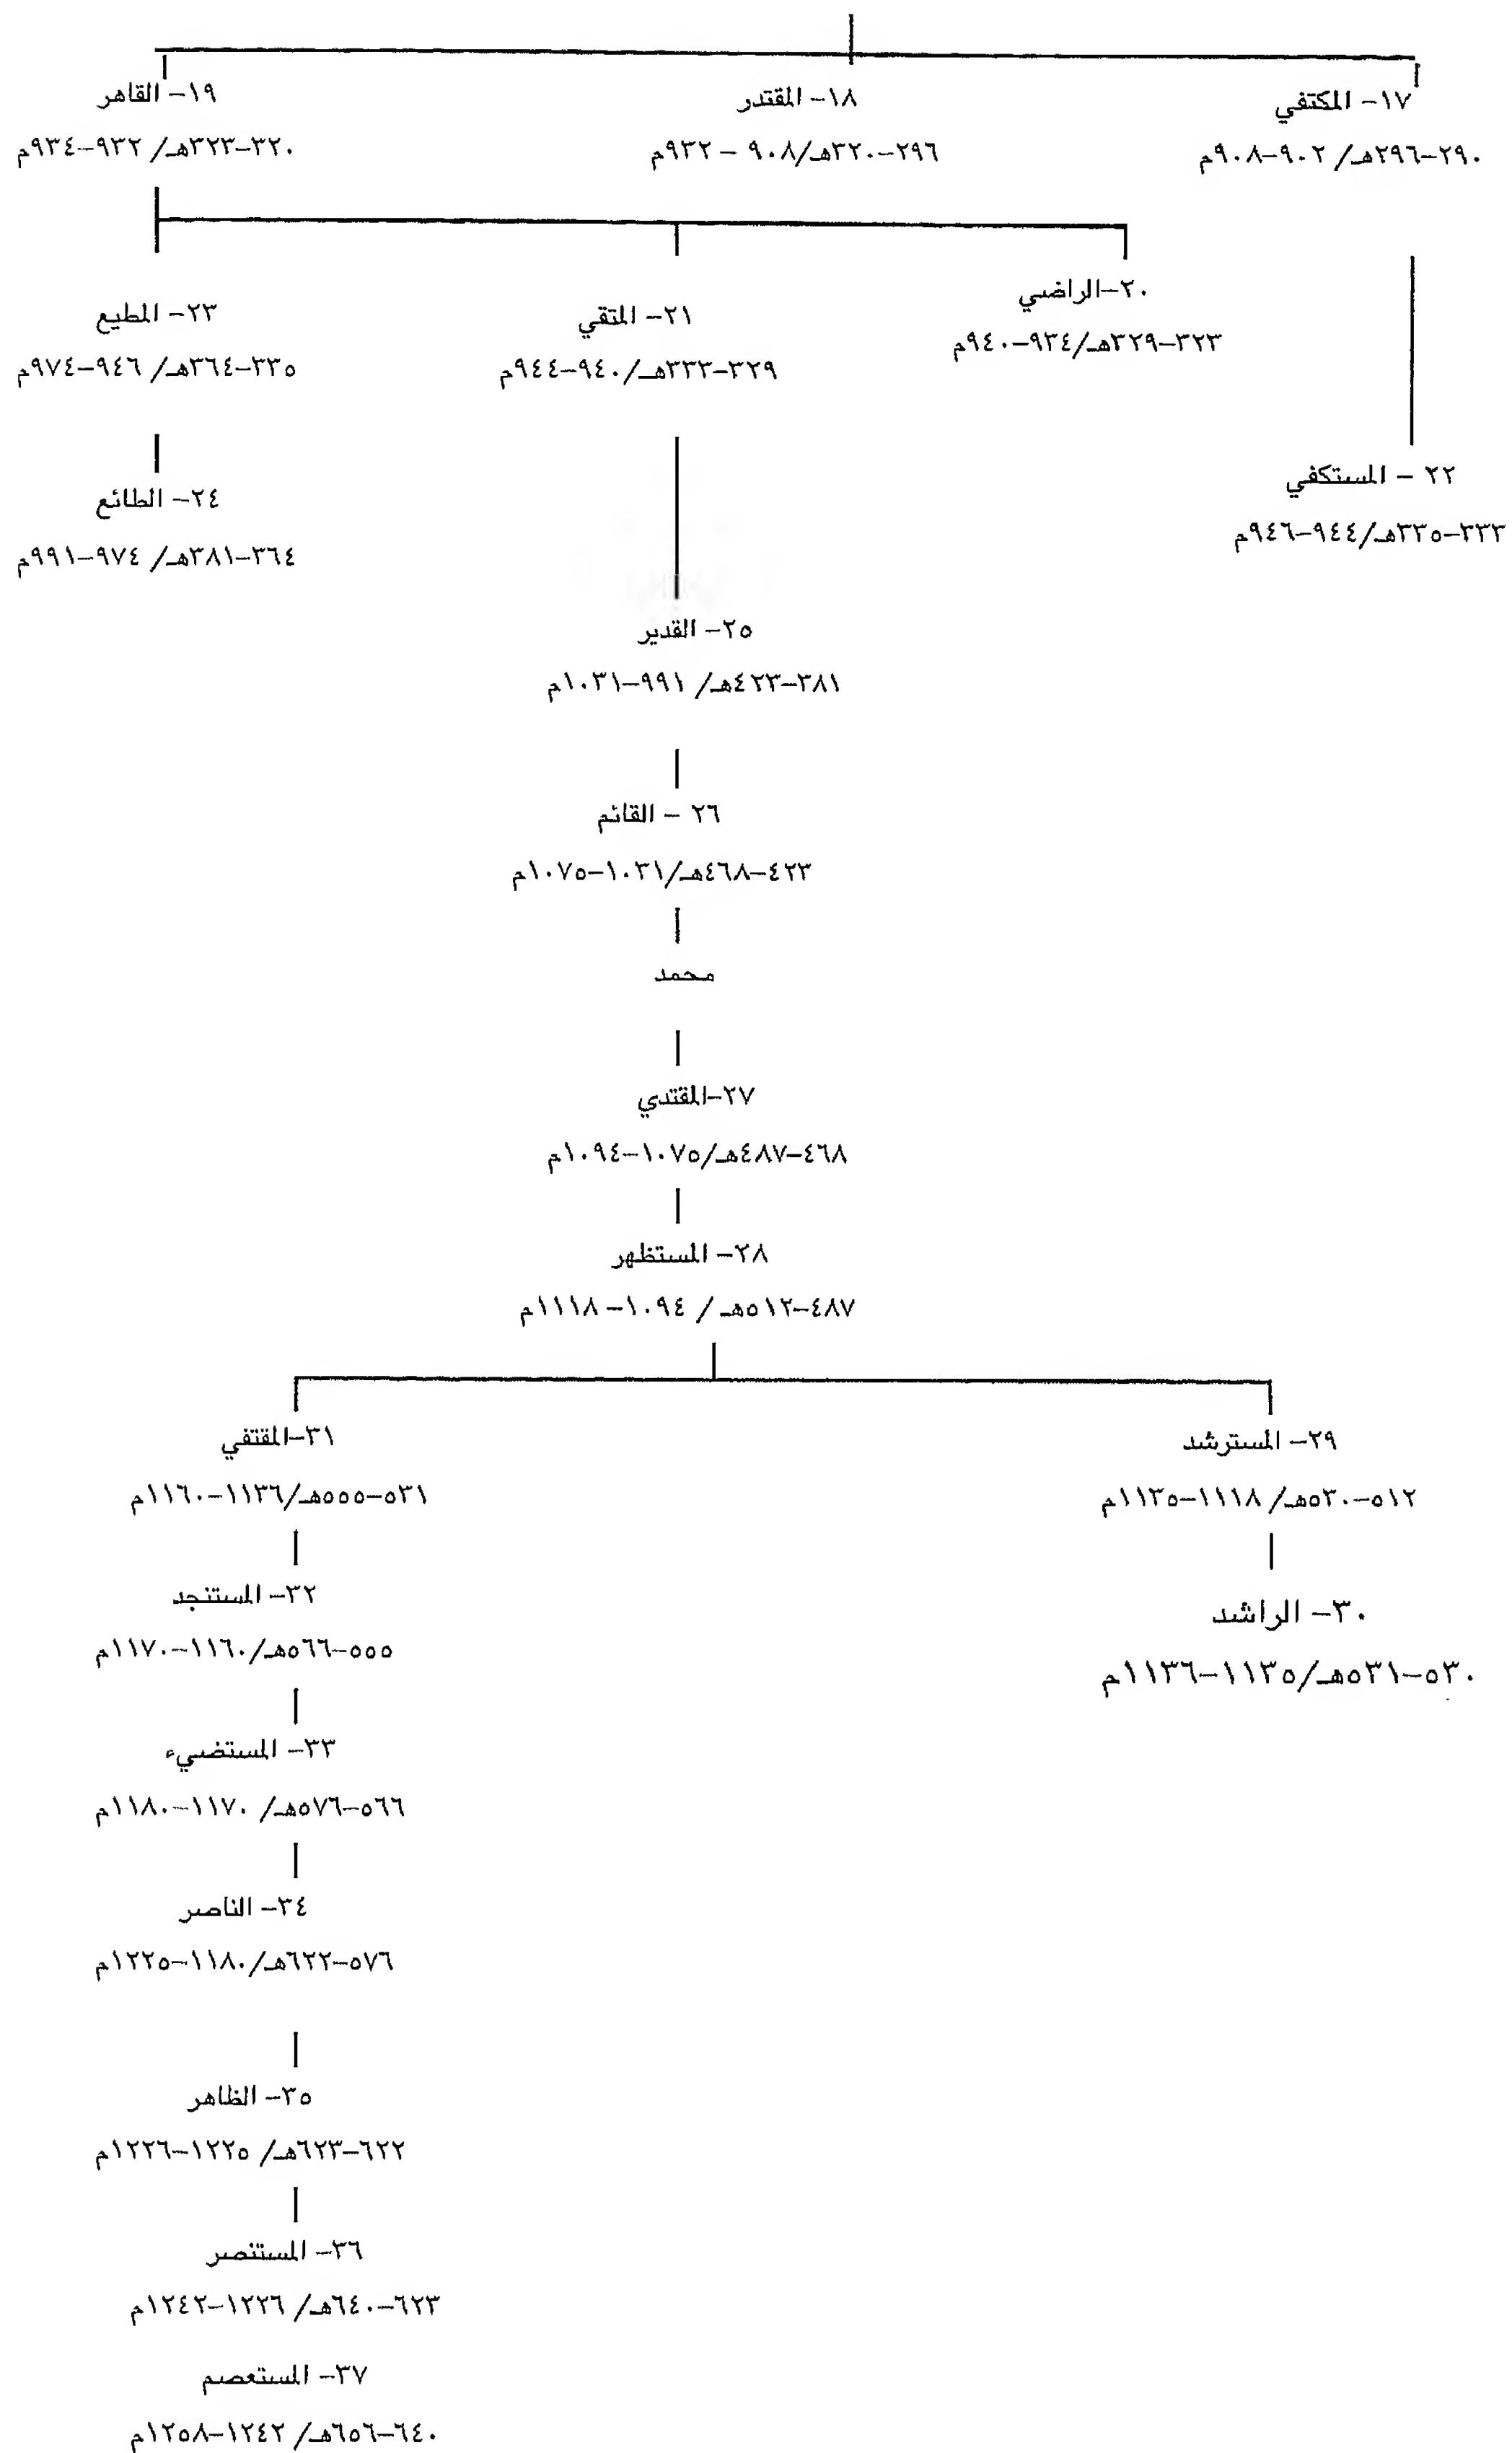 ١٧- المكتفي
٢٩٠-٢٩٦هـ/ ٩٠٢-٩٠٨م
١٨- المقتدر
٢٩٦-٣٢٠هـ/٩٠٨ - ٩٣٢م
١٩- القاهر
٣٢٠-٣٢٣هـ/ ٩٣٢-٩٣٤م
٢٠-الراضي
٣٢٣-٣٢٩هـ/٩٣٤-٩٤٠م
٢١- المتقي
٣٢٩-٣٣٣هـ/٩٤٠-٩٤٤م
٢٣- المطيع
٣٣٥-٣٦٤هـ/ ٩٤٦-٩٧٤م
٢٢ - المستكفي
٣٣٣-٣٣٥هـ/٩٤٤-٩٤٦م
٢٤- الطائع
٣٦٤-٣٨١هـ/ ٩٧٤-٩٩١م
٢٥- القدير
٣٨١-٤٢٣هـ/ ٩٩١-١٠٣١م
٢٦ - القائم
٤٢٣-٤٦٨هـ/١٠٣١-١٠٧٥م
محمد
٢٧-المقتدي
٤٦٨-٤٨٧هـ/١٠٧٥-١٠٩٤م
٢٨- المستظهر
٤٨٧-٥١٢هـ/ ١٠٩٤-١١١٨م
٢٩- المسترشد
٥١٢-٥٣٠هـ/ ١١١٨-١١٣٥م
٣٠- الراشد
٥٣٠-٥٣١هـ/١١٣٥-١١٣٦م
٣١-المقتفي
٥٣١-٥٥٥هـ/١١٣٦-١١٦٠م
٣٢- المستنجد
٥٥٥-٥٦٦هـ/١١٦٠-١١٧٠م
٣٣- المستضيء
٥٦٦-٥٧٦هـ/ ١١٧٠-١١٨٠م
٣٤- الناصر
٥٧٦-٦٢٢هـ/١١٨٠-١٢٢٥م
٣٥- الظاهر
٦٢٢-٦٢٣هـ/ ١٢٢٥-١٢٢٦م
٣٦- المستنصر
٦٢٣-٦٤٠هـ/ ١٢٢٦-١٢٤٢م
٣٧- المستعصم
٦٤٠-٦٥٦هـ/ ١٢٤٢-١٢٥٨م